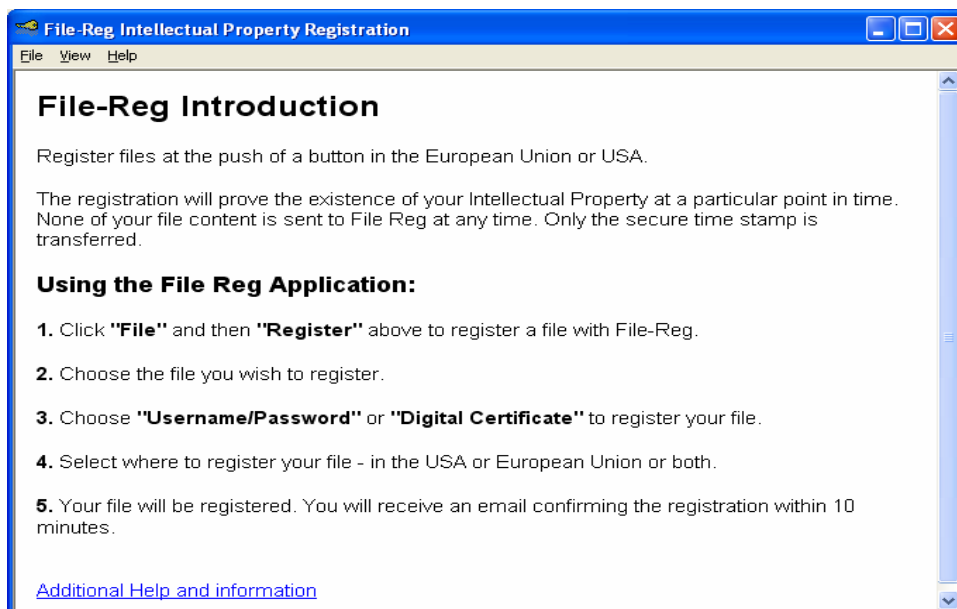 File-Reg Intellectual Property Registration
File View Help
File-Reg Introduction
Register files at the push of a button in the European Union or USA.
The registration will prove the existence of your Intellectual Property at a particular point in time.
None of your file content is sent to File Reg at any time. Only the secure time stamp is
transferred.
Using the File Reg Application:
1. Click "File" and then "Register" above to register a file with File-Reg.
2. Choose the file you wish to register.
3. Choose "Username/Password" or "Digital Certificate" to register your file.
4. Select where to register your file - in the USA or European Union or both.
5. Your file will be registered. You will receive an email confirming the registration within 10
minutes.
Additional Help and information